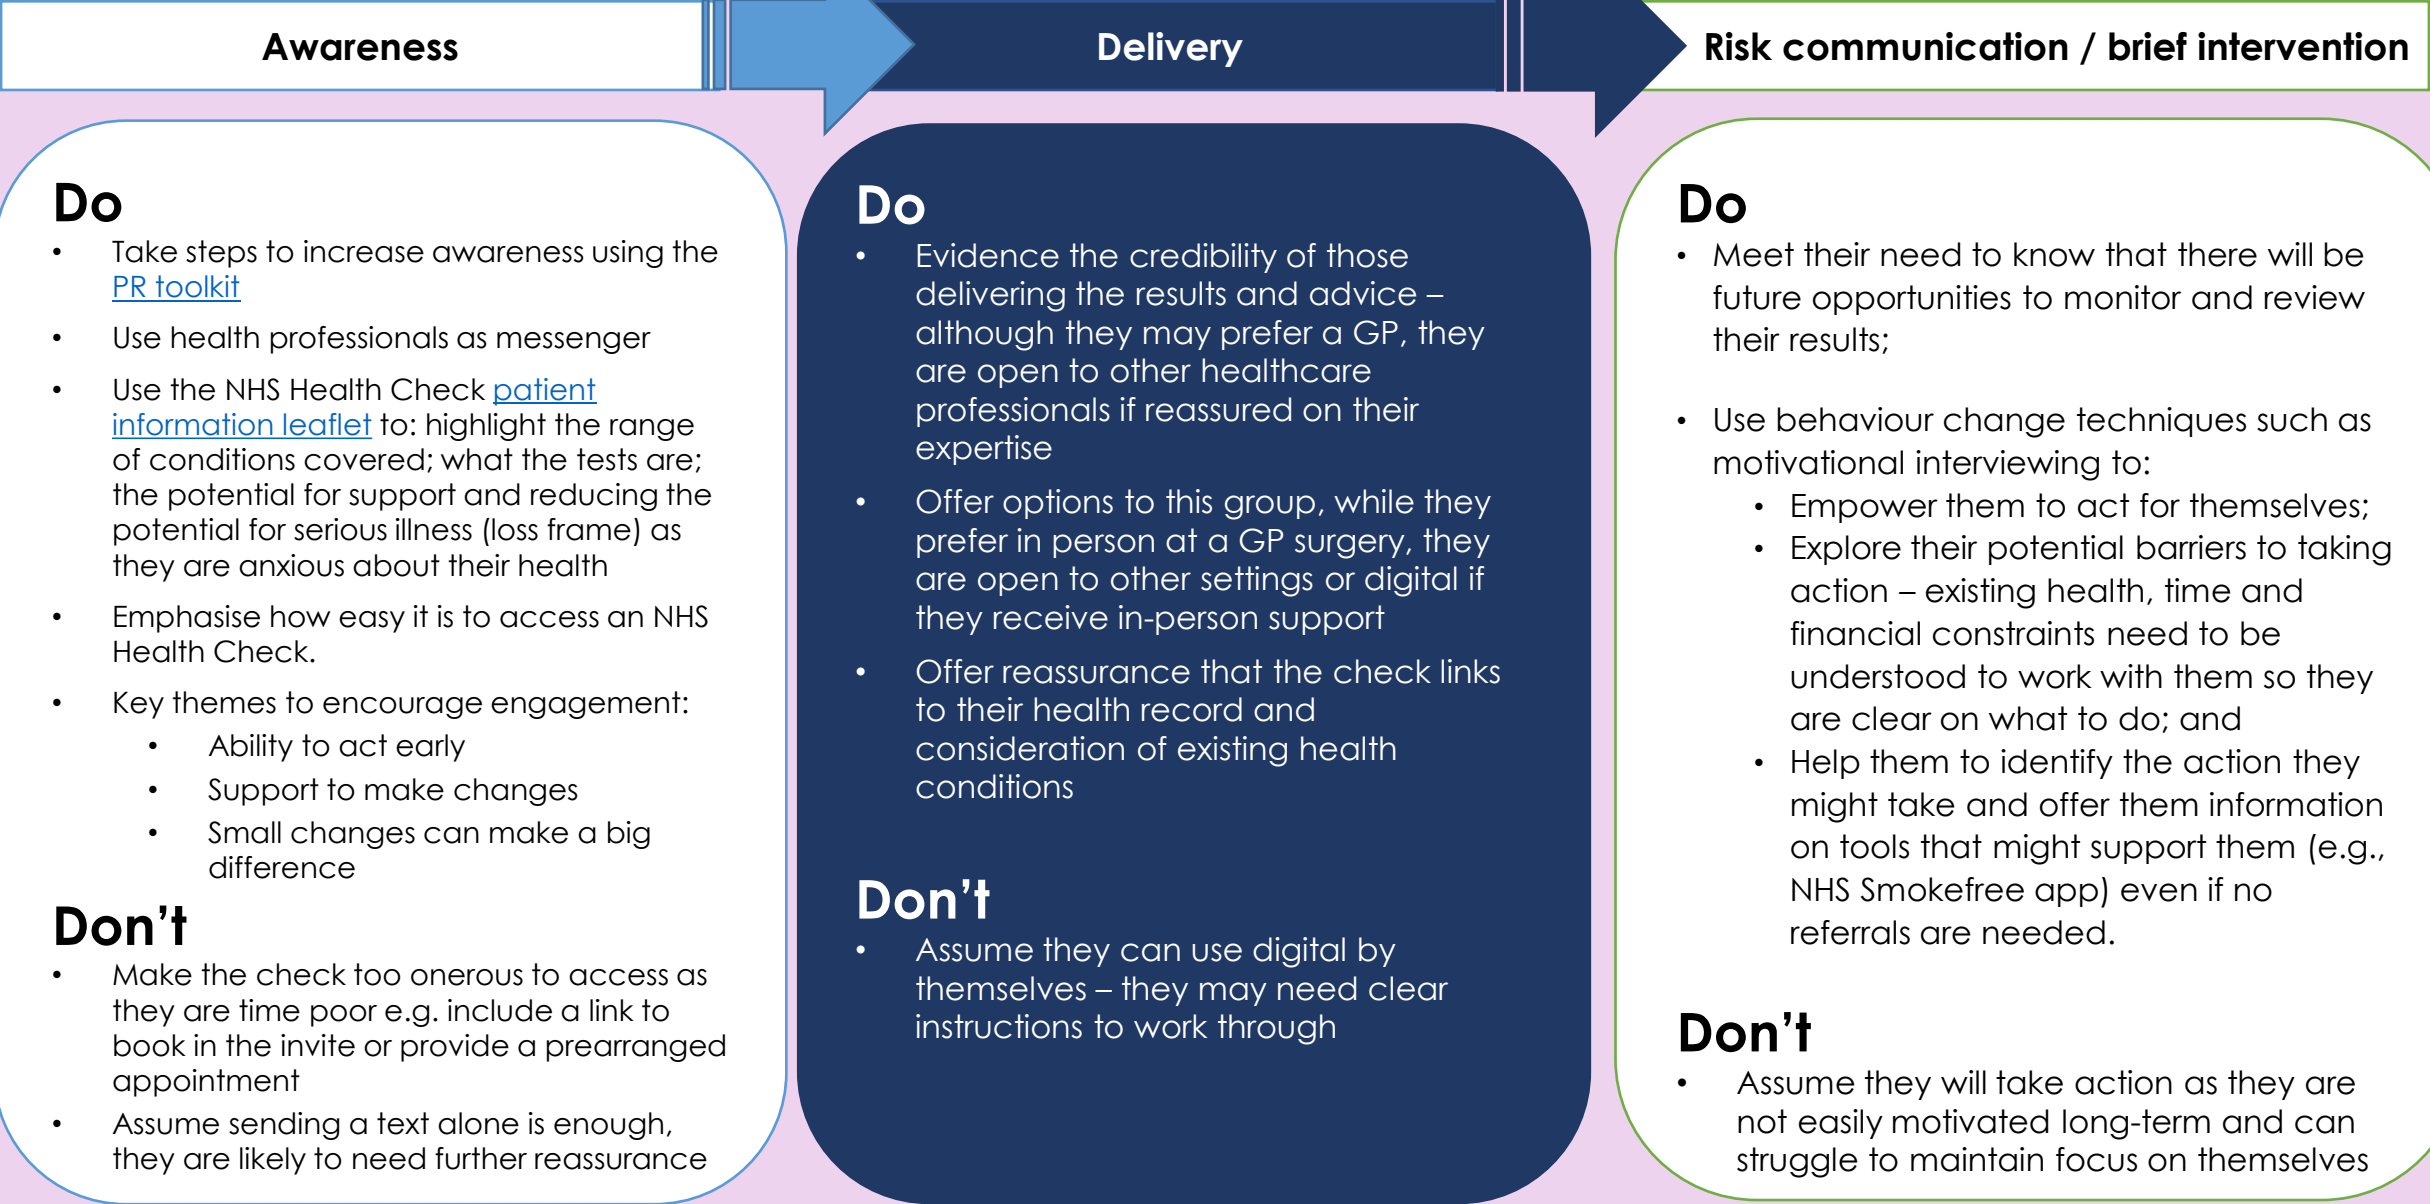 Awareness
Delivery
Risk communication / brief intervention
Do
• Take steps to increase awareness using the
PR toolkit
• Use health professionals as messenger
• Use the NHS Health Check patient
information leaflet to: highlight the range
of conditions covered; what the tests are;
the potential for support and reducing the
potential for serious illness (loss frame) as
they are anxious about their health
• Emphasise how easy it is to access an NHS
Health Check.
• Key themes to encourage engagement:
• Ability to act early
• Support to make changes
• Small changes can make a big
difference
Don’t
• Make the check too onerous to access as
they are time poor e.g. include a link to
book in the invite or provide a prearranged
appointment
• Assume sending a text alone is enough,
they are likely to need further reassurance
Do
• Evidence the credibility of those
delivering the results and advice –
although they may prefer a GP, they
are open to other healthcare
professionals if reassured on their
expertise
• Offer options to this group, while they
prefer in person at a GP surgery, they
are open to other settings or digital if
they receive in-person support
• Offer reassurance that the check links
to their health record and
consideration of existing health
conditions
Don’t
• Assume they can use digital by
themselves – they may need clear
instructions to work through
Do
• Meet their need to know that there will be
future opportunities to monitor and review
their results;
• Use behaviour change techniques such as
motivational interviewing to:
• Empower them to act for themselves;
• Explore their potential barriers to taking
action – existing health, time and
financial constraints need to be
understood to work with them so they
are clear on what to do; and
• Help them to identify the action they
might take and offer them information
on tools that might support them (e.g.,
NHS Smokefree app) even if no
referrals are needed.
Don’t
• Assume they will take action as they are
not easily motivated long-term and can
struggle to maintain focus on themselves